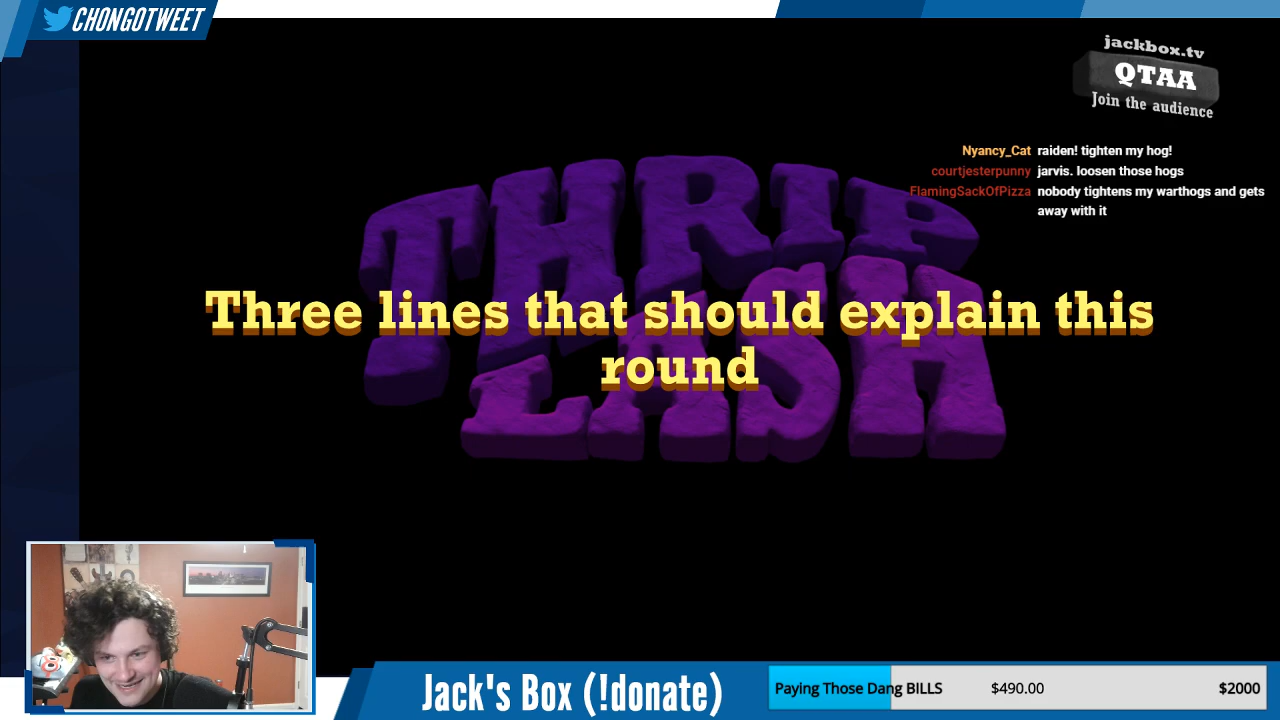 CHONGOTWEET
jackbox.tv
QTAA
Join the audience
Nyancy_Cat raiden! tighten my hog!
courtjesterpunny jarvis. loosen those hogs
FlamingSackOfPizza nobody tightens my warthogs and gets
away with it
THRIP
LASH
Three lines that should explain this
round
Jack's Box (!donate)
Paying Those Dang BILLS $490.00 $2000